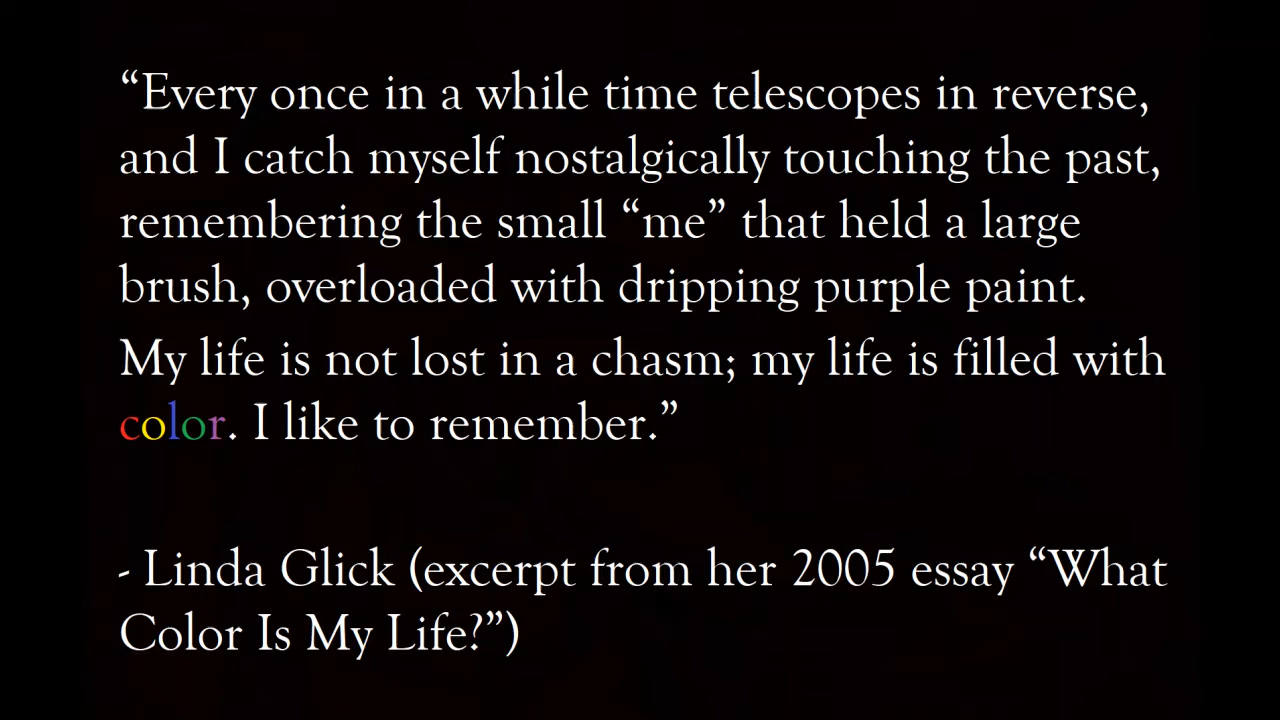 “Every once in a while time telescopes in reverse,
and I catch myself nostalgically touching the past,
remembering the small “me” that held a large
brush, overloaded with dripping purple paint.
My life is not lost in a chasm; my life is filled with
color. I like to remember.”
- Linda Glick (excerpt from her 2005 essay “What
Color Is My Life?”)